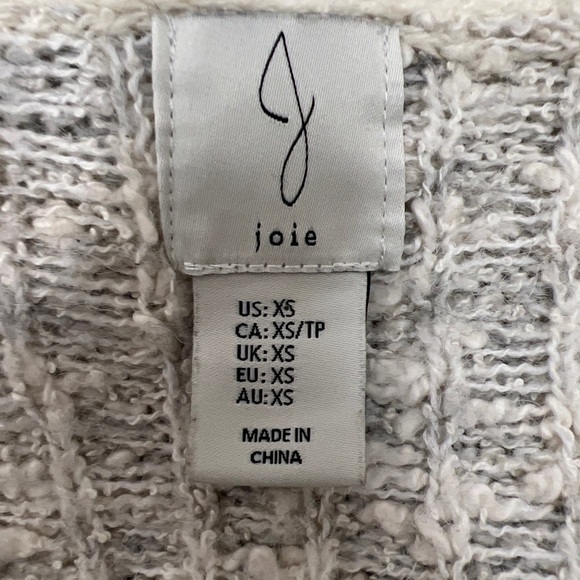 J
joie
US: XS
CA: XS/TP
UK: XS
EU: XS
AU: XS
MADE IN
CHINA